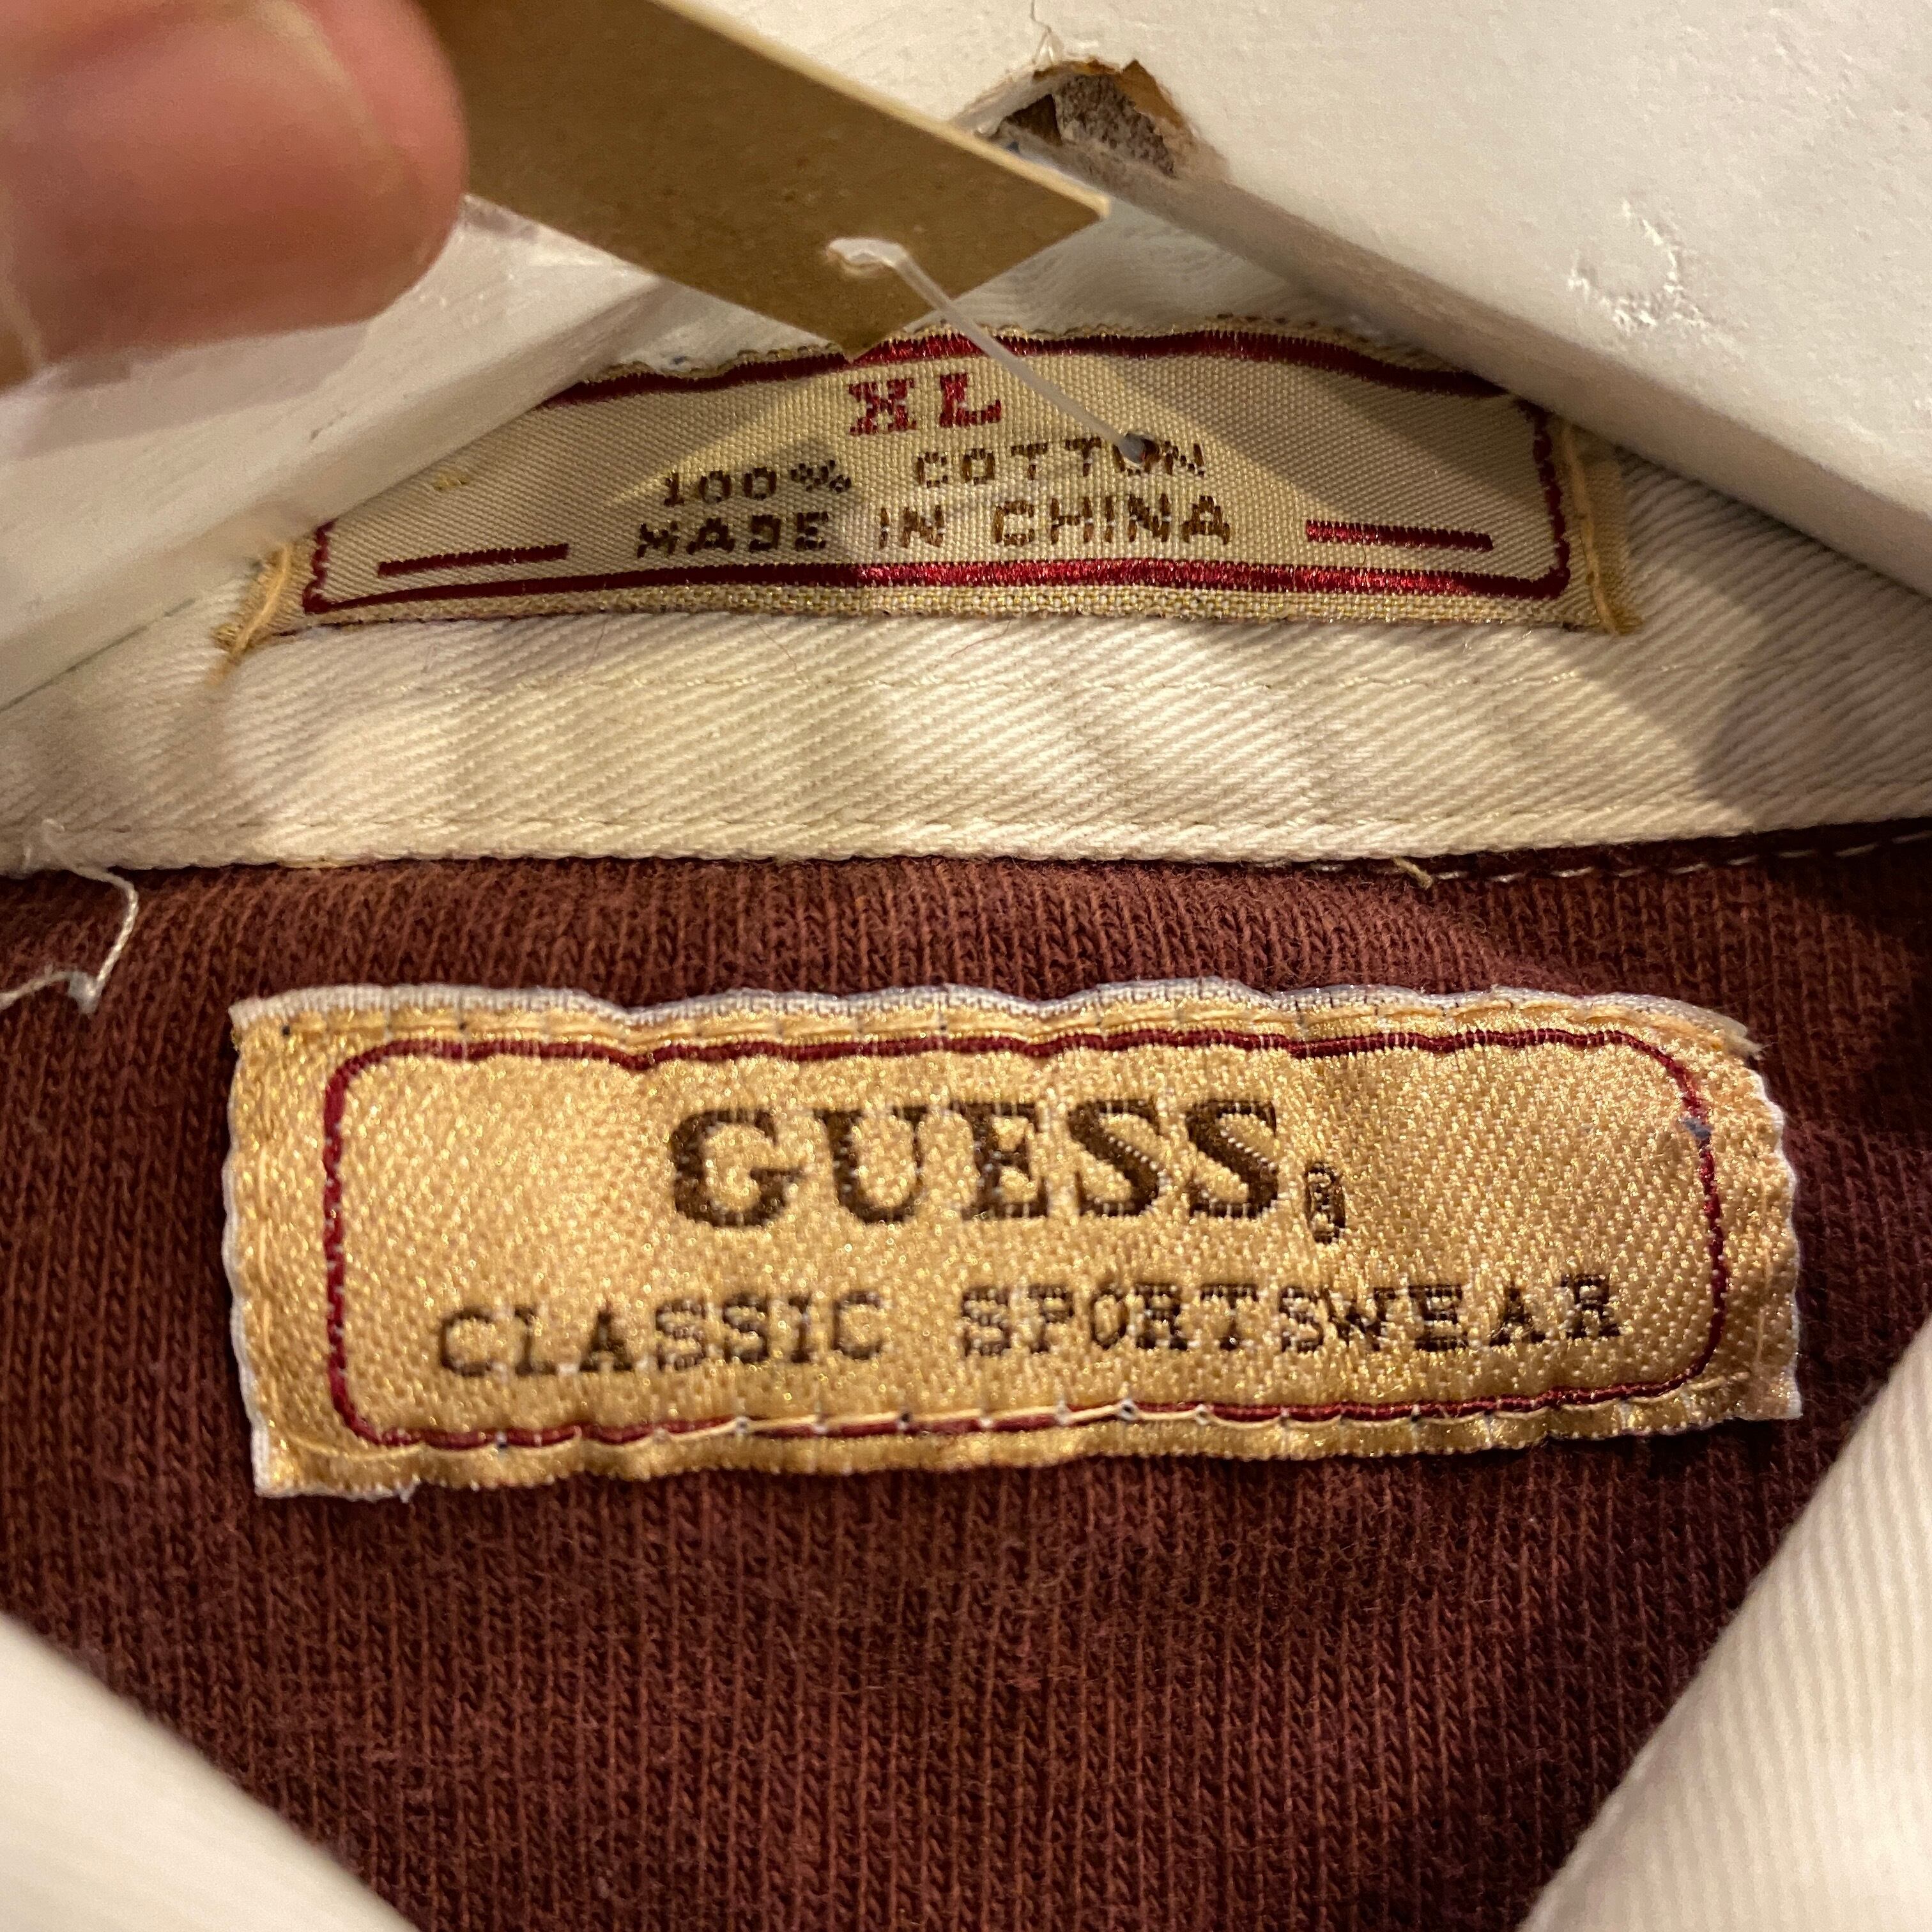 XL
100% COTTON
MADE IN CHINA
GUESS®
CLASSIC SPORTSWEAR